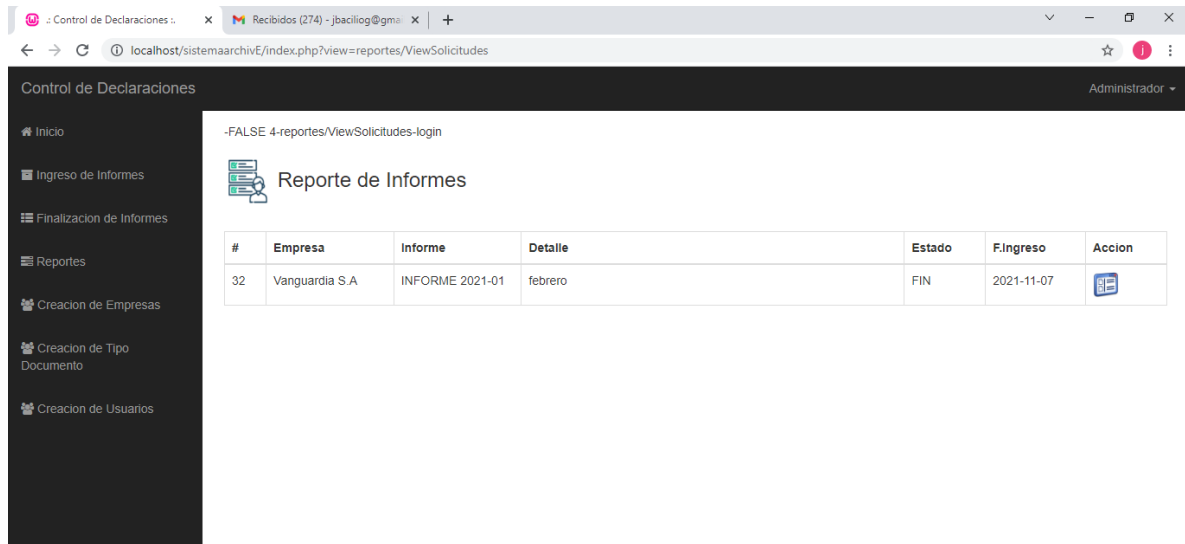 .: Control de Declaraciones :.
Recibidos (274) - jbaciliog@gma
localhost/sistemaarchivE/index.php?view=reportes/ViewSolicitudes
j
Control de Declaraciones
Administrador
Inicio
Ingreso de Informes
Finalizacion de Informes
Reportes
Creacion de Empresas
Creacion de Tipo
Documento
Creacion de Usuarios
-FALSE 4-reportes/ViewSolicitudes-login
Reporte de Informes
# Empresa Informe Detalle Estado F.Ingreso Accion
32 Vanguardia S.A INFORME 2021-01 febrero FIN 2021-11-07